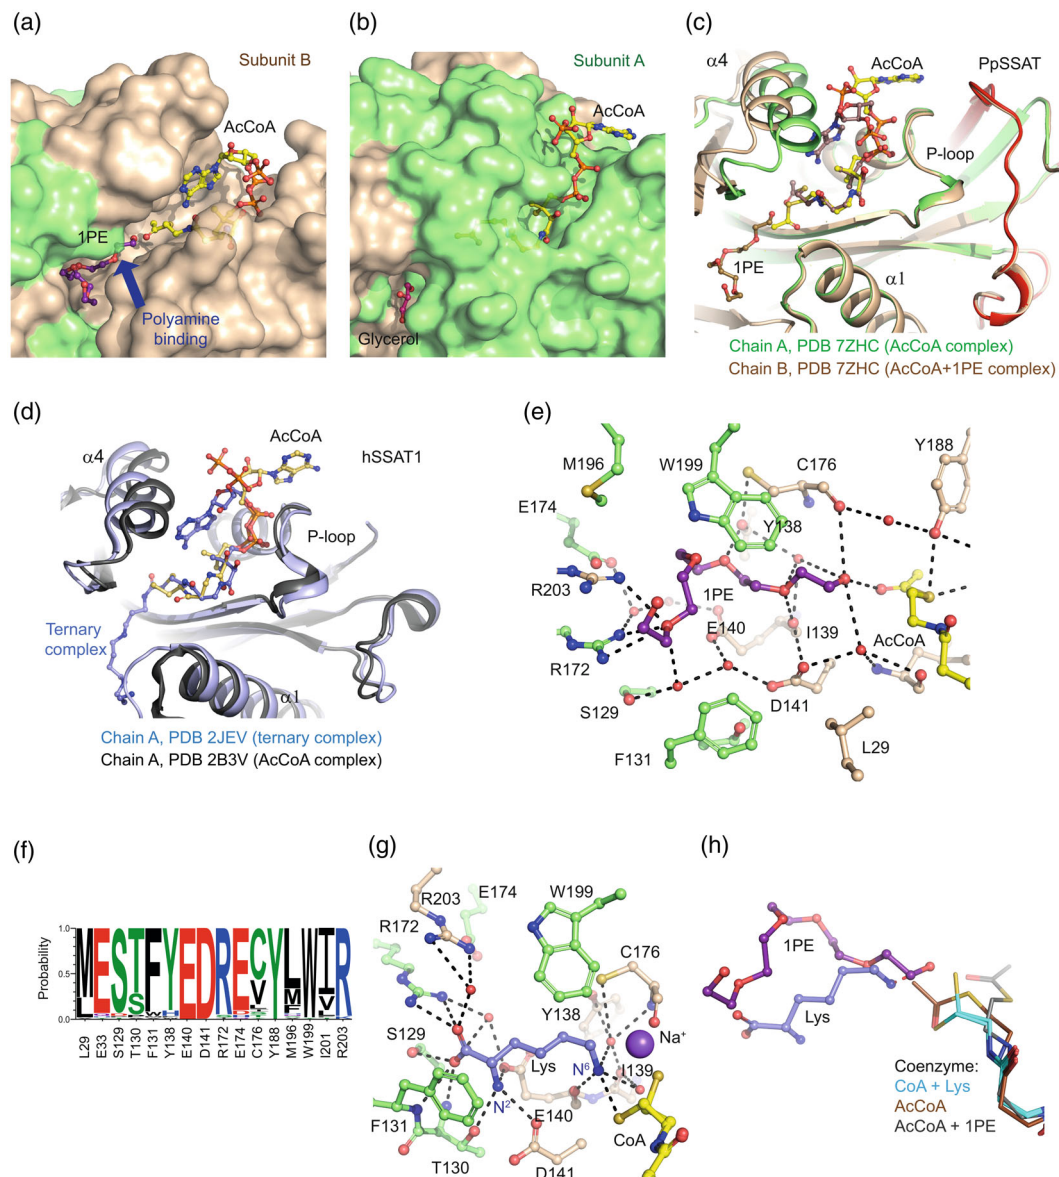 (a)
Subunit B
AcCoA
1PE
Polyamine
binding
(b)
Subunit A
AcCoA
Glycerol
(c)
α4
AcCoA
PpSSAT
P-loop
1PE
α1
Chain A, PDB 7ZHC (AcCoA complex)
Chain B, PDB 7ZHC (AcCoA+1PE complex)
(d)
α4
AcCoA
hSSAT1
P-loop
Ternary
complex
α1
Chain A, PDB 2JEV (ternary complex)
Chain A, PDB 2B3V (AcCoA complex)
(e)
M196
W199
C176
Y188
E174
Y138
R203
1PE
E140
I139
AcCoA
R172
S129
D141
F131
L29
(f)
Probability
1.0
0.5
0.0
M E S T F Y E D R E C Y L W I R
L29 E33 S129 T130 F131 Y138 E140 D141 R172 E174 C176 Y188 M196 W199 I201 R203
(g)
R203
E174
W199
R172
C176
Y138
S129
Na⁺
Lys
N⁶
I139
N²
F131
E140
CoA
T130
D141
(h)
1PE
Lys
Coenzyme:
CoA + Lys
AcCoA
AcCoA + 1PE